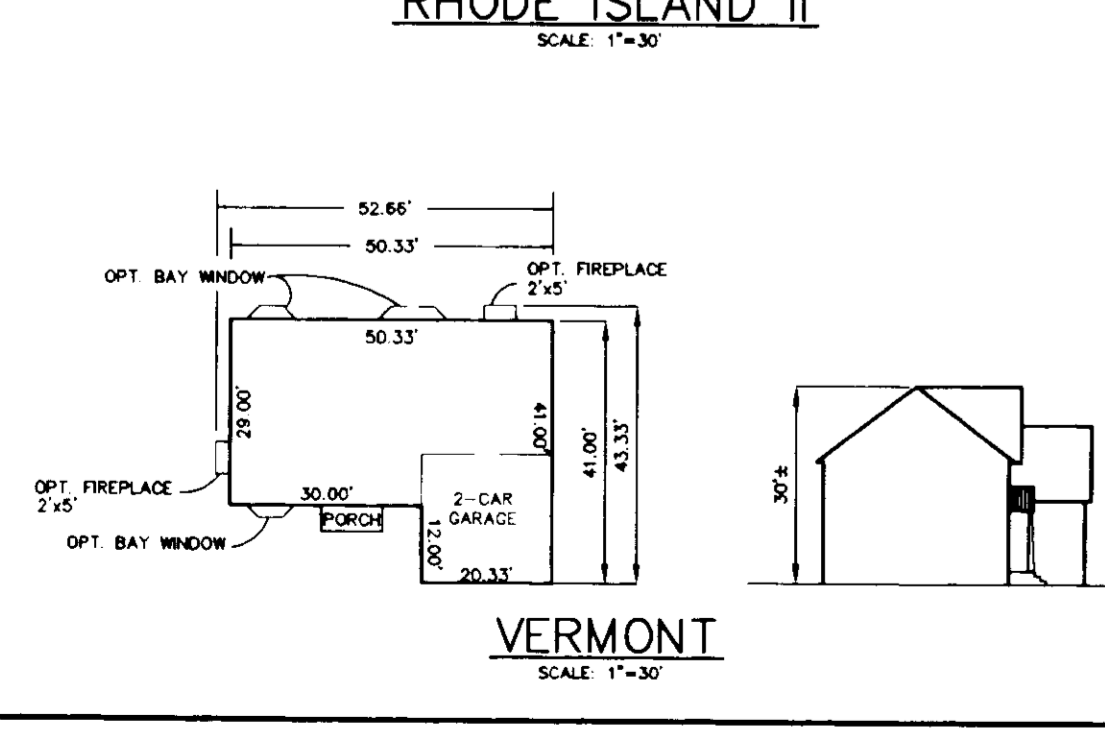 RHODE ISLAND II
SCALE: 1"=30'
52.66'
50.33'
OPT. BAY WINDOW
OPT. FIREPLACE
2'x5'
50.33'
29.00'
41.00'
41.00'
43.33'
30'±
OPT. FIREPLACE
2'x5'
30.00'
2-CAR
GARAGE
PORCH
12.00'
OPT. BAY WINDOW
20.33'
VERMONT
SCALE: 1"=30'